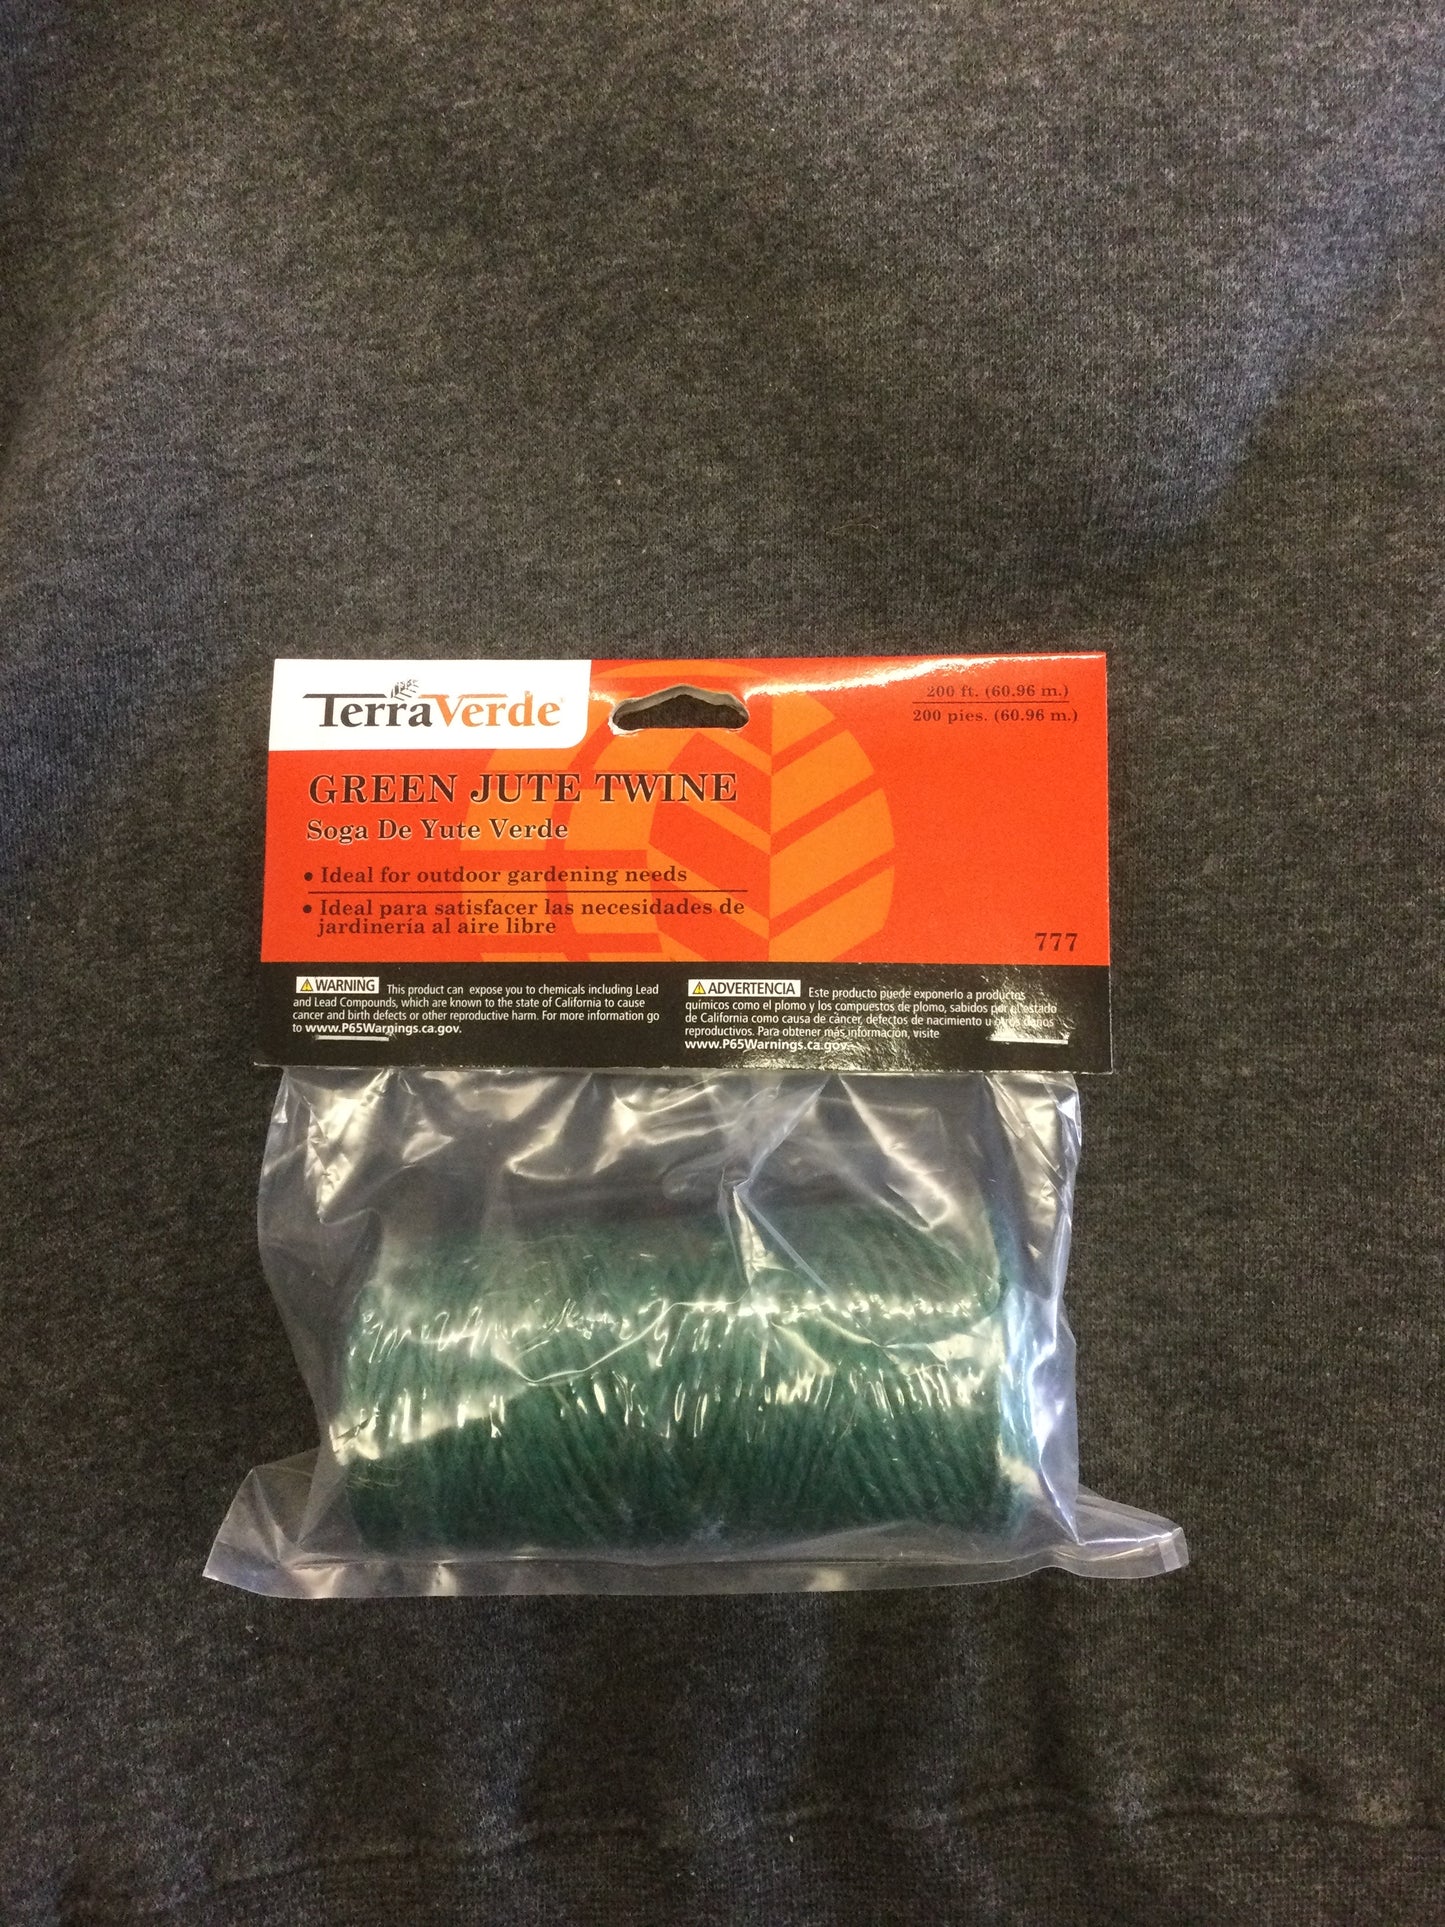 TerraVerde
200 ft. (60.96 m.)
200 pies. (60.96 m.)
GREEN JUTE TWINE
Soga De Yute Verde
• Ideal for outdoor gardening needs
• Ideal para satisfacer las necesidades de
jardinería al aire libre
777
WARNING This product can expose you to chemicals including Lead
and Lead Compounds, which are known to the state of California to cause
cancer and birth defects or other reproductive harm. For more information go
to www.P65Warnings.ca.gov.
ADVERTENCIA Este producto puede exponerlo a productos
químicos como el plomo y los compuestos de plomo, sabidos por el estado
de California como causa de cáncer, defectos de nacimiento u otros daños
reproductivos. Para obtener más información, visite
www.P65Warnings.ca.gov.